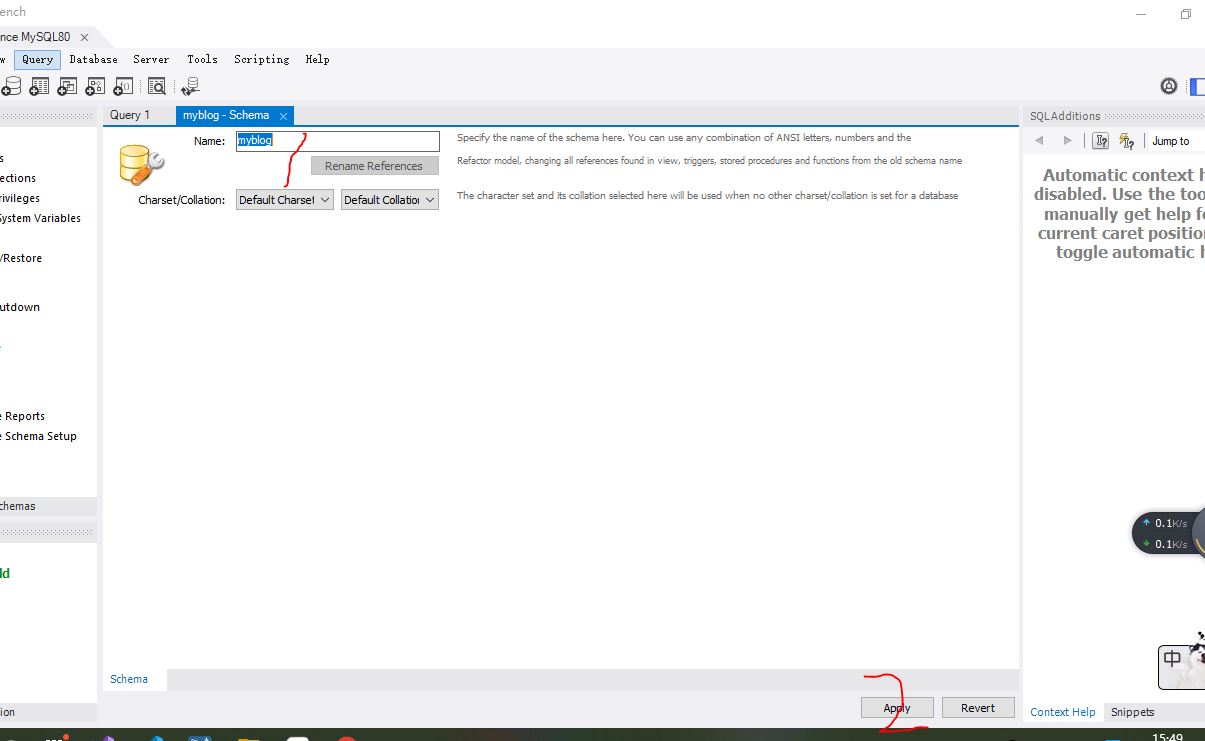 ench
nce MySQL80
w Query Database Server Tools Scripting Help
Query 1
myblog - Schema
SQLAdditions
Name: myblog
Specify the name of the schema here. You can use any combination of ANSI letters, numbers and the
Rename References
Refactor model, changing all references found in view, triggers, stored procedures and functions from the old schema name
Charset/Collation: Default Charset Default Collation
The character set and its collation selected here will be used when no other charset/collation is set for a database
Jump to
Automatic context h
disabled. Use the too
manually get help fo
current caret position
toggle automatic h
s
ections
rivileges
System Variables
/Restore
utdown
e Reports
e Schema Setup
chemas
ld
ion
0.1K/s
0.1K/s
中
Schema
Apply
Revert
Context Help
Snippets
15:49